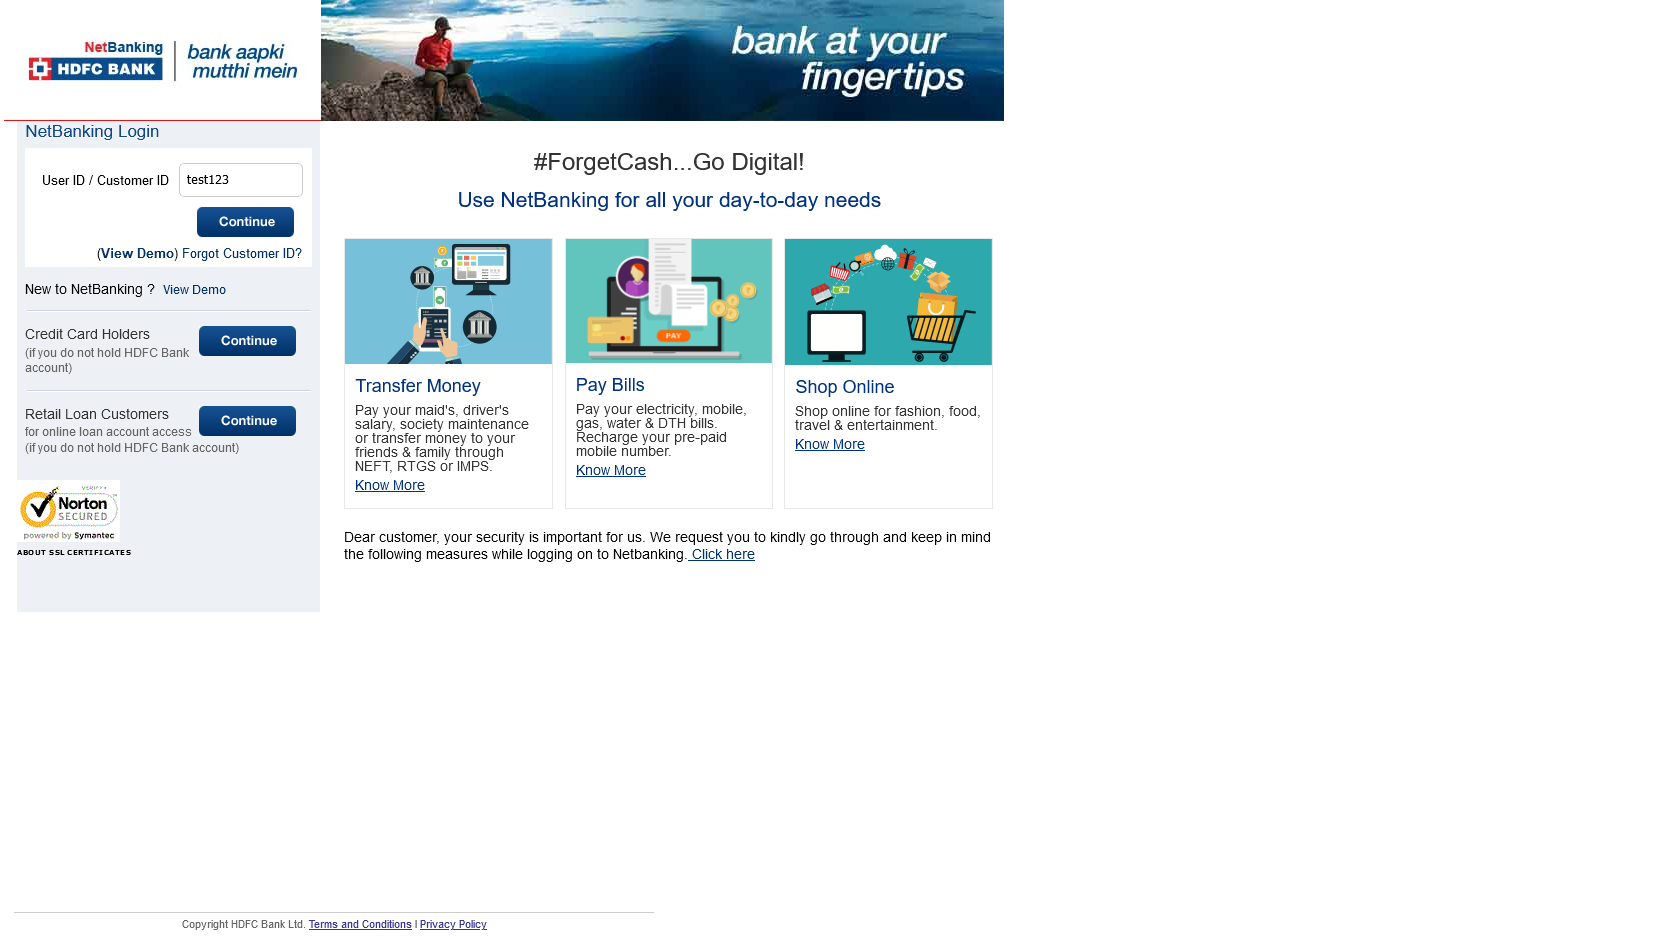 NetBanking
HDFC BANK
bank aapki
mutthi mein
bank at your
fingertips
NetBanking Login
User ID / Customer ID test123
Continue
(View Demo) Forgot Customer ID?
New to NetBanking ? View Demo
Credit Card Holders
(if you do not hold HDFC Bank
account)
Continue
Retail Loan Customers
for online loan account access
(if you do not hold HDFC Bank account)
Continue
VERIFY
Norton
SECURED
powered by Symantec
ABOUT SSL CERTIFICATES
#ForgetCash...Go Digital!
Use NetBanking for all your day-to-day needs
Transfer Money
Pay your maid's, driver's
salary, society maintenance
or transfer money to your
friends & family through
NEFT, RTGS or IMPS.
Know More
PAY
Pay Bills
Pay your electricity, mobile,
gas, water & DTH bills.
Recharge your pre-paid
mobile number.
Know More
Shop Online
Shop online for fashion, food,
travel & entertainment.
Know More
Dear customer, your security is important for us. We request you to kindly go through and keep in mind
the following measures while logging on to Netbanking. Click here
Copyright HDFC Bank Ltd. Terms and Conditions | Privacy Policy